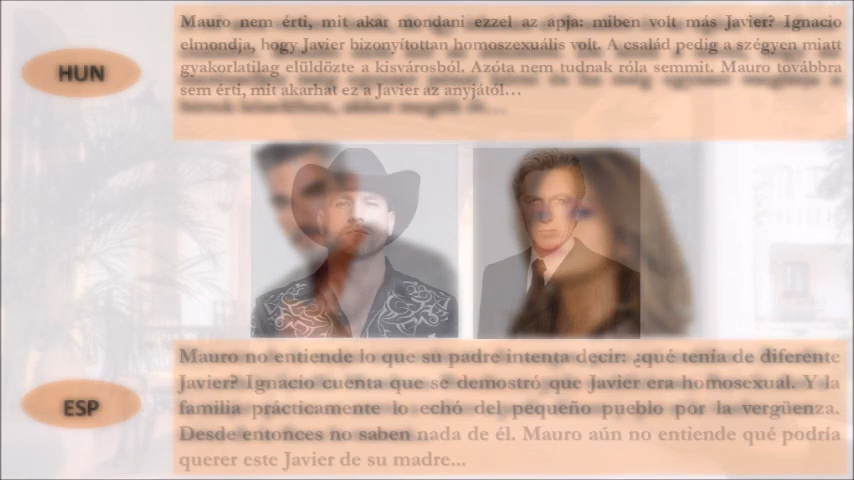 HUN
Mauro nem érti, mit akar mondani ezzel az apja: miben volt más Javier? Ignacio
elmondja, hogy Javier bizonyítottan homoszexuális volt. A család pedig a szégyen miatt
gyakorlatilag elüldözte a kisvárosból. Azóta nem tudnak róla semmit. Mauro továbbra
sem érti, mit akarhat ez a Javier az anyjától…
ESP
Mauro no entiende lo que su padre intenta decir: ¿qué tenía de diferente
Javier? Ignacio cuenta que se demostró que Javier era homosexual. Y la
familia prácticamente lo echó del pequeño pueblo por la vergüenza.
Desde entonces no saben nada de él. Mauro aún no entiende qué podría
querer este Javier de su madre...